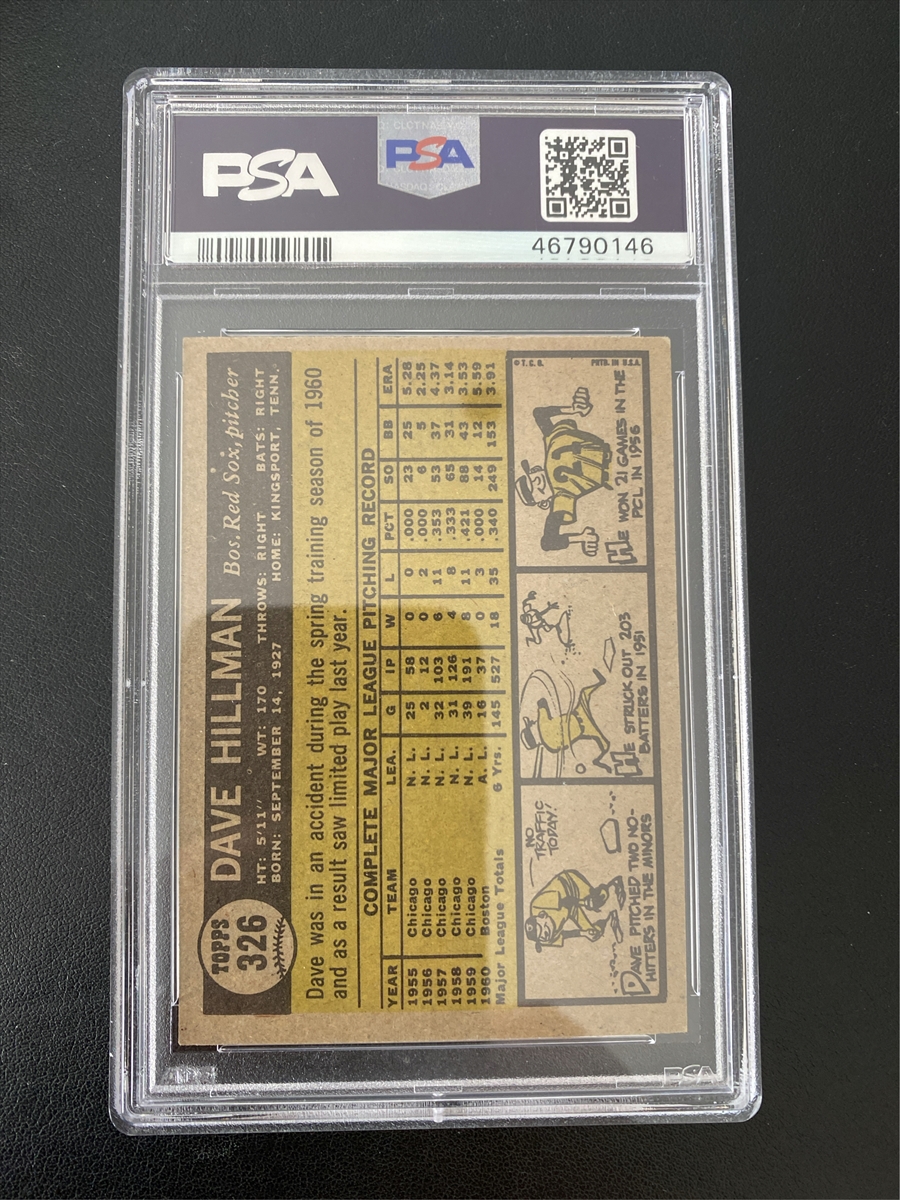 PSA
PSA
46790146
TOPPS
326
DAVE HILLMAN Bos. Red Sox, pitcher
HT: 5'11" WT: 170 THROWS: RIGHT BATS: RIGHT
BORN: SEPTEMBER 14, 1927 HOME: KINGSPORT, TENN.
Dave was in an accident during the spring training season of 1960
and as a result saw limited play last year.
COMPLETE MAJOR LEAGUE PITCHING RECORD
YEAR TEAM LEA. G IP W L PCT SO BB ERA
1955 Chicago N. L. 25 58 0 0 .000 23 25 5.28
1956 Chicago N. L. 2 12 0 2 .000 6 5 2.25
1957 Chicago N. L. 32 103 6 11 .353 53 37 4.37
1958 Chicago N. L. 31 126 4 8 .333 65 31 3.14
1959 Chicago N. L. 39 191 8 11 .421 88 43 3.53
1960 Boston A. L. 16 37 0 3 .000 14 12 5.59
Major League Totals 6 Yrs. 145 527 18 35 .340 249 153 3.91
NO
TRAFFIC
TODAY!
DAVE PITCHED TWO NO-
HITTERS IN THE MINORS
HE STRUCK OUT 203
BATTERS IN 1951
© T. C. G. PRTD. IN U.S.A.
21
HE WON 21 GAMES IN THE
PCL IN 1956
PSA